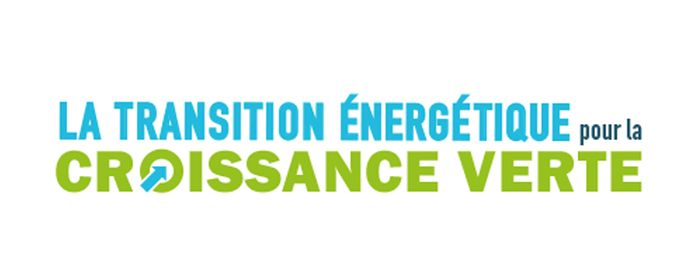 LA TRANSITION ÉNERGÉTIQUE pour la
CROISSANCE VERTE